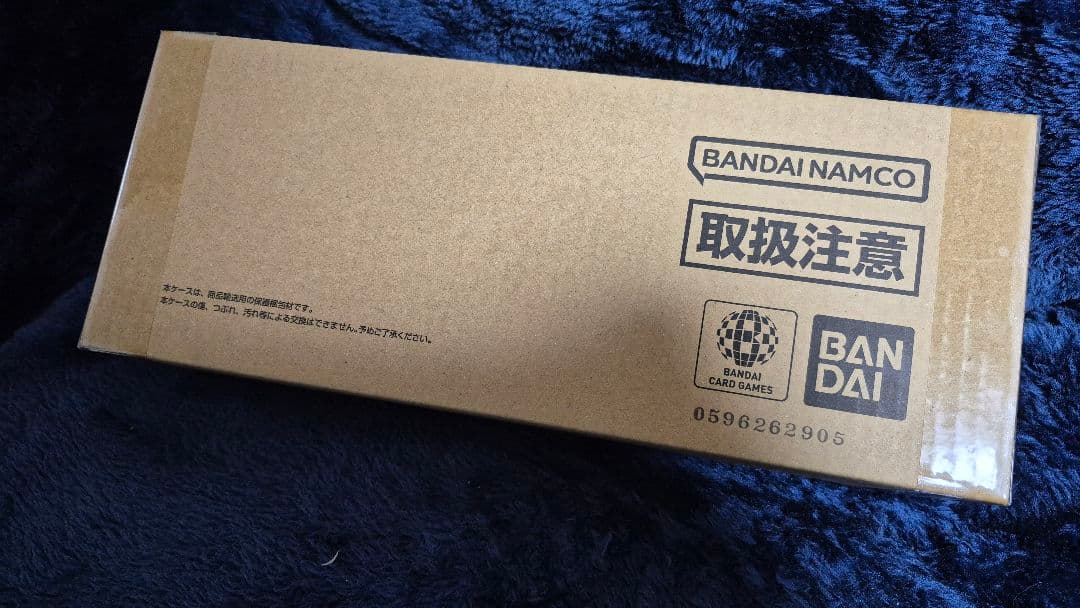 BANDAI NAMCO
取扱注意
本ケースは、商品輸送用の保護梱包材です。
本ケースの傷、つぶれ、汚れ等による交換はできません。予めご了承ください。
BANDAI
CARD GAMES
BAN
DAI
0596262905